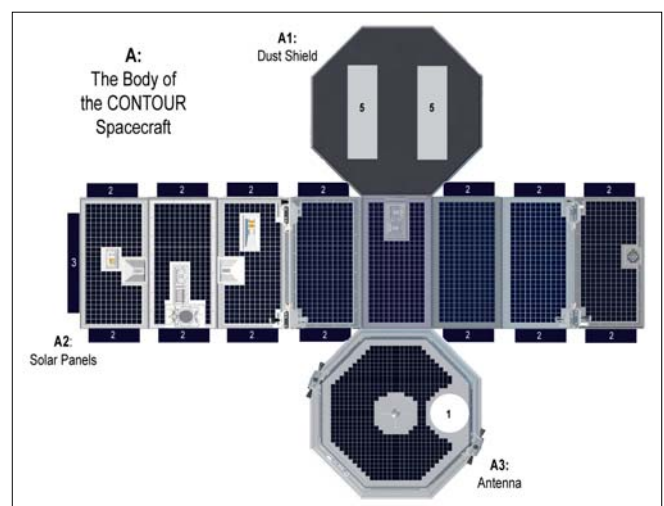 A1:
Dust Shield
A:
The Body of
the CONTOUR
Spacecraft
5 5
2 2 2 2 2 2 2
3
2 2 2 2 2 2 2
A2:
Solar Panels
1
A3:
Antenna